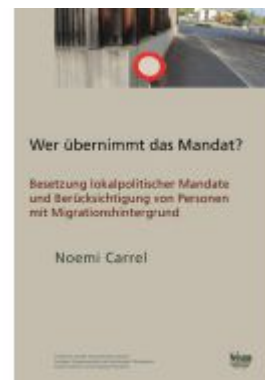 Wer übernimmt das Mandat?
Besetzung lokalpolitischer Mandate
und Berücksichtigung von Personen
mit Migrationshintergrund
Noemi Carrel